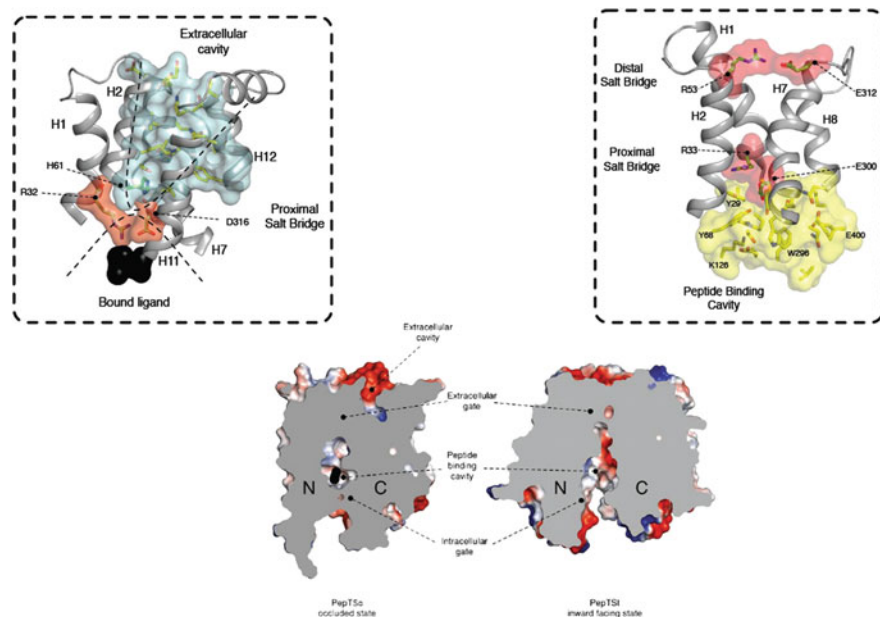 Extracellular
cavity
H2
H1
H61
H12
R32
Proximal
Salt Bridge
D316
H7
H11
Bound ligand
H1
Distal
Salt Bridge
R53
H7
E312
H2
H8
R33
Proximal
Salt Bridge
E300
Y29
Y68
E400
W296
K126
Peptide Binding
Cavity
Extracellular
cavity
Extracellular
gate
Peptide
binding
cavity
N
C
N
C
Intracellular
gate
PepTSo
occluded state
PepTSt
inward facing state